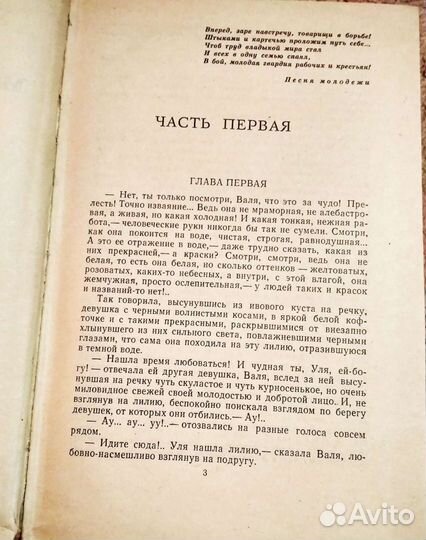 Вперед, заре навстречу, товарищи в борьбе!
Штыками и картечью проложим путь себе...
Чтоб труд владыкой мира стал
И всех в одну семью спаял,
В бой, молодая гвардия рабочих и крестьян!
Песня молодежи
ЧАСТЬ ПЕРВАЯ
ГЛАВА ПЕРВАЯ
— Нет, ты только посмотри, Валя, что это за чудо! Пре-
лесть! Точно изваяние... Ведь она не мраморная, не алебастро-
вая, а живая, но какая холодная! И какая тонкая, нежная ра-
бота,— человеческие руки никогда бы так не сумели. Смотри,
как она покоится на воде, чистая, строгая, равнодушная...
А это ее отражение в воде,— даже трудно сказать, какая из
них прекрасней,— а краски? Смотри, смотри, ведь она не
белая, то есть она белая, но сколько оттенков — желтоватых,
розоватых, каких-то небесных, а внутри, с этой влагой, она
жемчужная, просто ослепительная,— у людей таких и красок
и названий-то нет!..
Так говорила, высунувшись из ивового куста на речку,
девушка с черными волнистыми косами, в яркой белой коф-
точке и с такими прекрасными, раскрывшимися от внезапно
хлынувшего из них сильного света, повлажневшими черными
глазами, что сама она походила на эту лилию, отразившуюся
в темной воде.
— Нашла время любоваться! И чудная ты, Уля, ей-бо-
гу! — отвечала ей другая девушка, Валя, вслед за ней высу-
нувшая на речку чуть скуластое и чуть курносенькое, но очень
миловидное свежей своей молодостью и добротой лицо. И, не
взглянув на лилию, беспокойно поискала взглядом по берегу
девушек, от которых они отбились.— Ау!..
— Ау... ау... уу!..— отозвались на разные голоса совсем
рядом.
— Идите сюда!.. Уля нашла лилию,— сказала Валя, лю-
бовно-насмешливо взглянув на подругу.
3
Avito